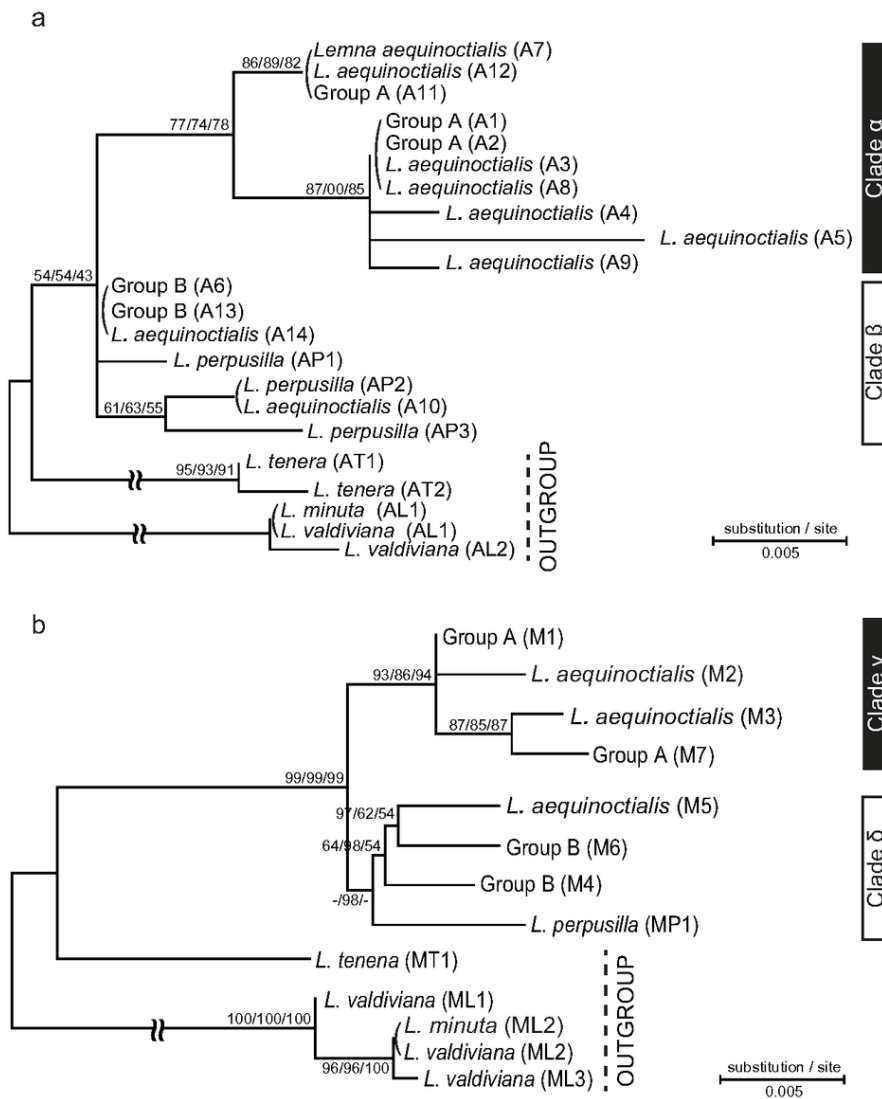 a
86/89/82
Lemna aequinoctialis (A7)
L. aequinoctialis (A12)
Group A (A11)
77/74/78
Group A (A1)
Group A (A2)
L. aequinoctialis (A3)
L. aequinoctialis (A8)
87/00/85
L. aequinoctialis (A4)
L. aequinoctialis (A5)
L. aequinoctialis (A9)
Clade α
54/54/43
Group B (A6)
Group B (A13)
L. aequinoctialis (A14)
L. perpusilla (AP1)
L. perpusilla (AP2)
61/63/55
L. aequinoctialis (A10)
L. perpusilla (AP3)
Clade β
95/93/91
L. tenera (AT1)
L. tenera (AT2)
L. minuta (AL1)
L. valdiviana (AL1)
L. valdiviana (AL2)
OUTGROUP
substitution / site
0.005
b
Group A (M1)
93/86/94
L. aequinoctialis (M2)
L. aequinoctialis (M3)
87/85/87
Group A (M7)
Clade γ
99/99/99
97/62/54
L. aequinoctialis (M5)
64/98/54
Group B (M6)
Group B (M4)
-/98/-
L. perpusilla (MP1)
Clade δ
L. tenena (MT1)
L. valdiviana (ML1)
100/100/100
L. minuta (ML2)
L. valdiviana (ML2)
96/96/100
L. valdiviana (ML3)
OUTGROUP
substitution / site
0.005